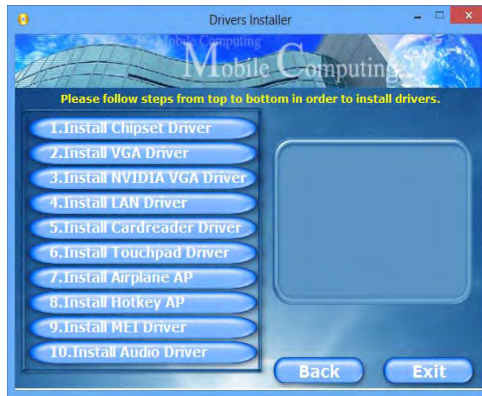 Drivers Installer
Mobile Computing
Mobile Computing
Please follow steps from top to bottom in order to install drivers.
1.Install Chipset Driver
2.Install VGA Driver
3.Install NVIDIA VGA Driver
4.Install LAN Driver
5.Install Cardreader Driver
6.Install Touchpad Driver
7.Install Airplane AP
8.Install Hotkey AP
9.Install MEI Driver
10.Install Audio Driver
Back
Exit